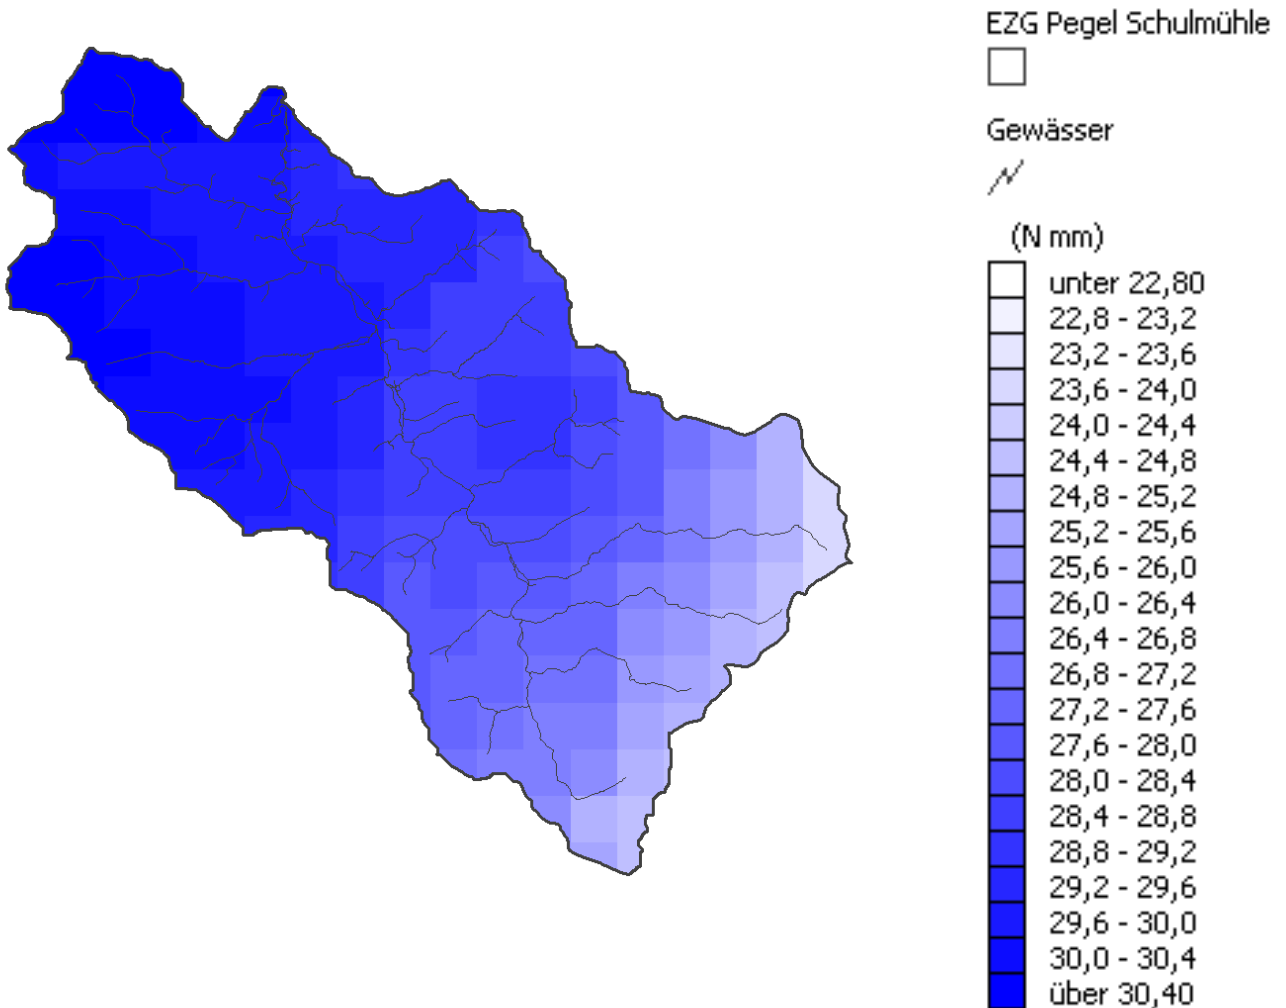 EZG Pegel Schulmühle
Gewässer
(N mm)
unter 22,80
22,8 - 23,2
23,2 - 23,6
23,6 - 24,0
24,0 - 24,4
24,4 - 24,8
24,8 - 25,2
25,2 - 25,6
25,6 - 26,0
26,0 - 26,4
26,4 - 26,8
26,8 - 27,2
27,2 - 27,6
27,6 - 28,0
28,0 - 28,4
28,4 - 28,8
28,8 - 29,2
29,2 - 29,6
29,6 - 30,0
30,0 - 30,4
über 30,40